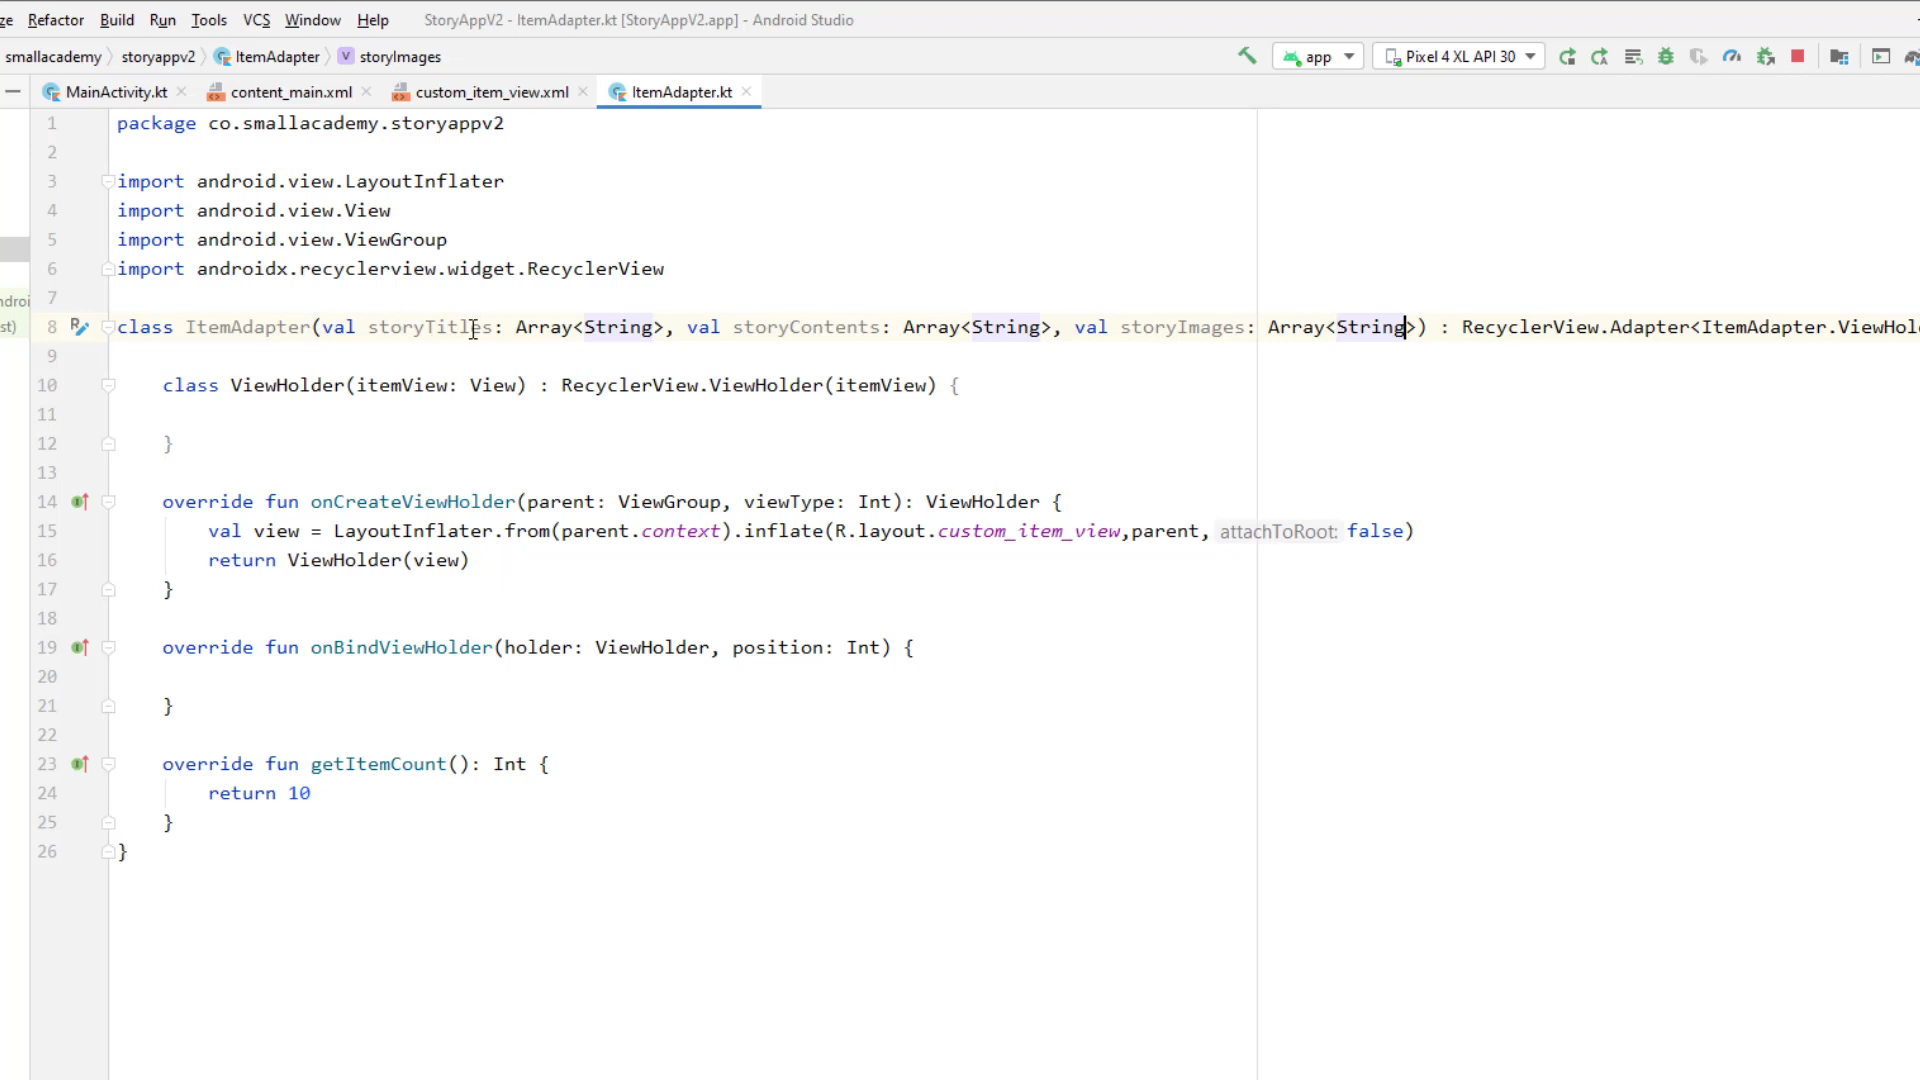 ze Refactor Build Run Tools VCS Window Help StoryAppV2 - ItemAdapter.kt [StoryAppV2.app] - Android Studio
smallacademy storyappv2 ItemAdapter V storyImages app Pixel 4 XL API 30
MainActivity.kt content_main.xml custom_item_view.xml ItemAdapter.kt
1 package co.smallacademy.storyappv2
2
3 import android.view.LayoutInflater
4 import android.view.View
5 import android.view.ViewGroup
6 import androidx.recyclerview.widget.RecyclerView
7
ndroi
st) 8 class ItemAdapter(val storyTitles: Array<String>, val storyContents: Array<String>, val storyImages: Array<String>) : RecyclerView.Adapter<ItemAdapter.ViewHol
9
10 class ViewHolder(itemView: View) : RecyclerView.ViewHolder(itemView) {
11
12 }
13
14 override fun onCreateViewHolder(parent: ViewGroup, viewType: Int): ViewHolder {
15 val view = LayoutInflater.from(parent.context).inflate(R.layout.custom_item_view,parent, attachToRoot: false)
16 return ViewHolder(view)
17 }
18
19 override fun onBindViewHolder(holder: ViewHolder, position: Int) {
20
21 }
22
23 override fun getItemCount(): Int {
24 return 10
25 }
26 }